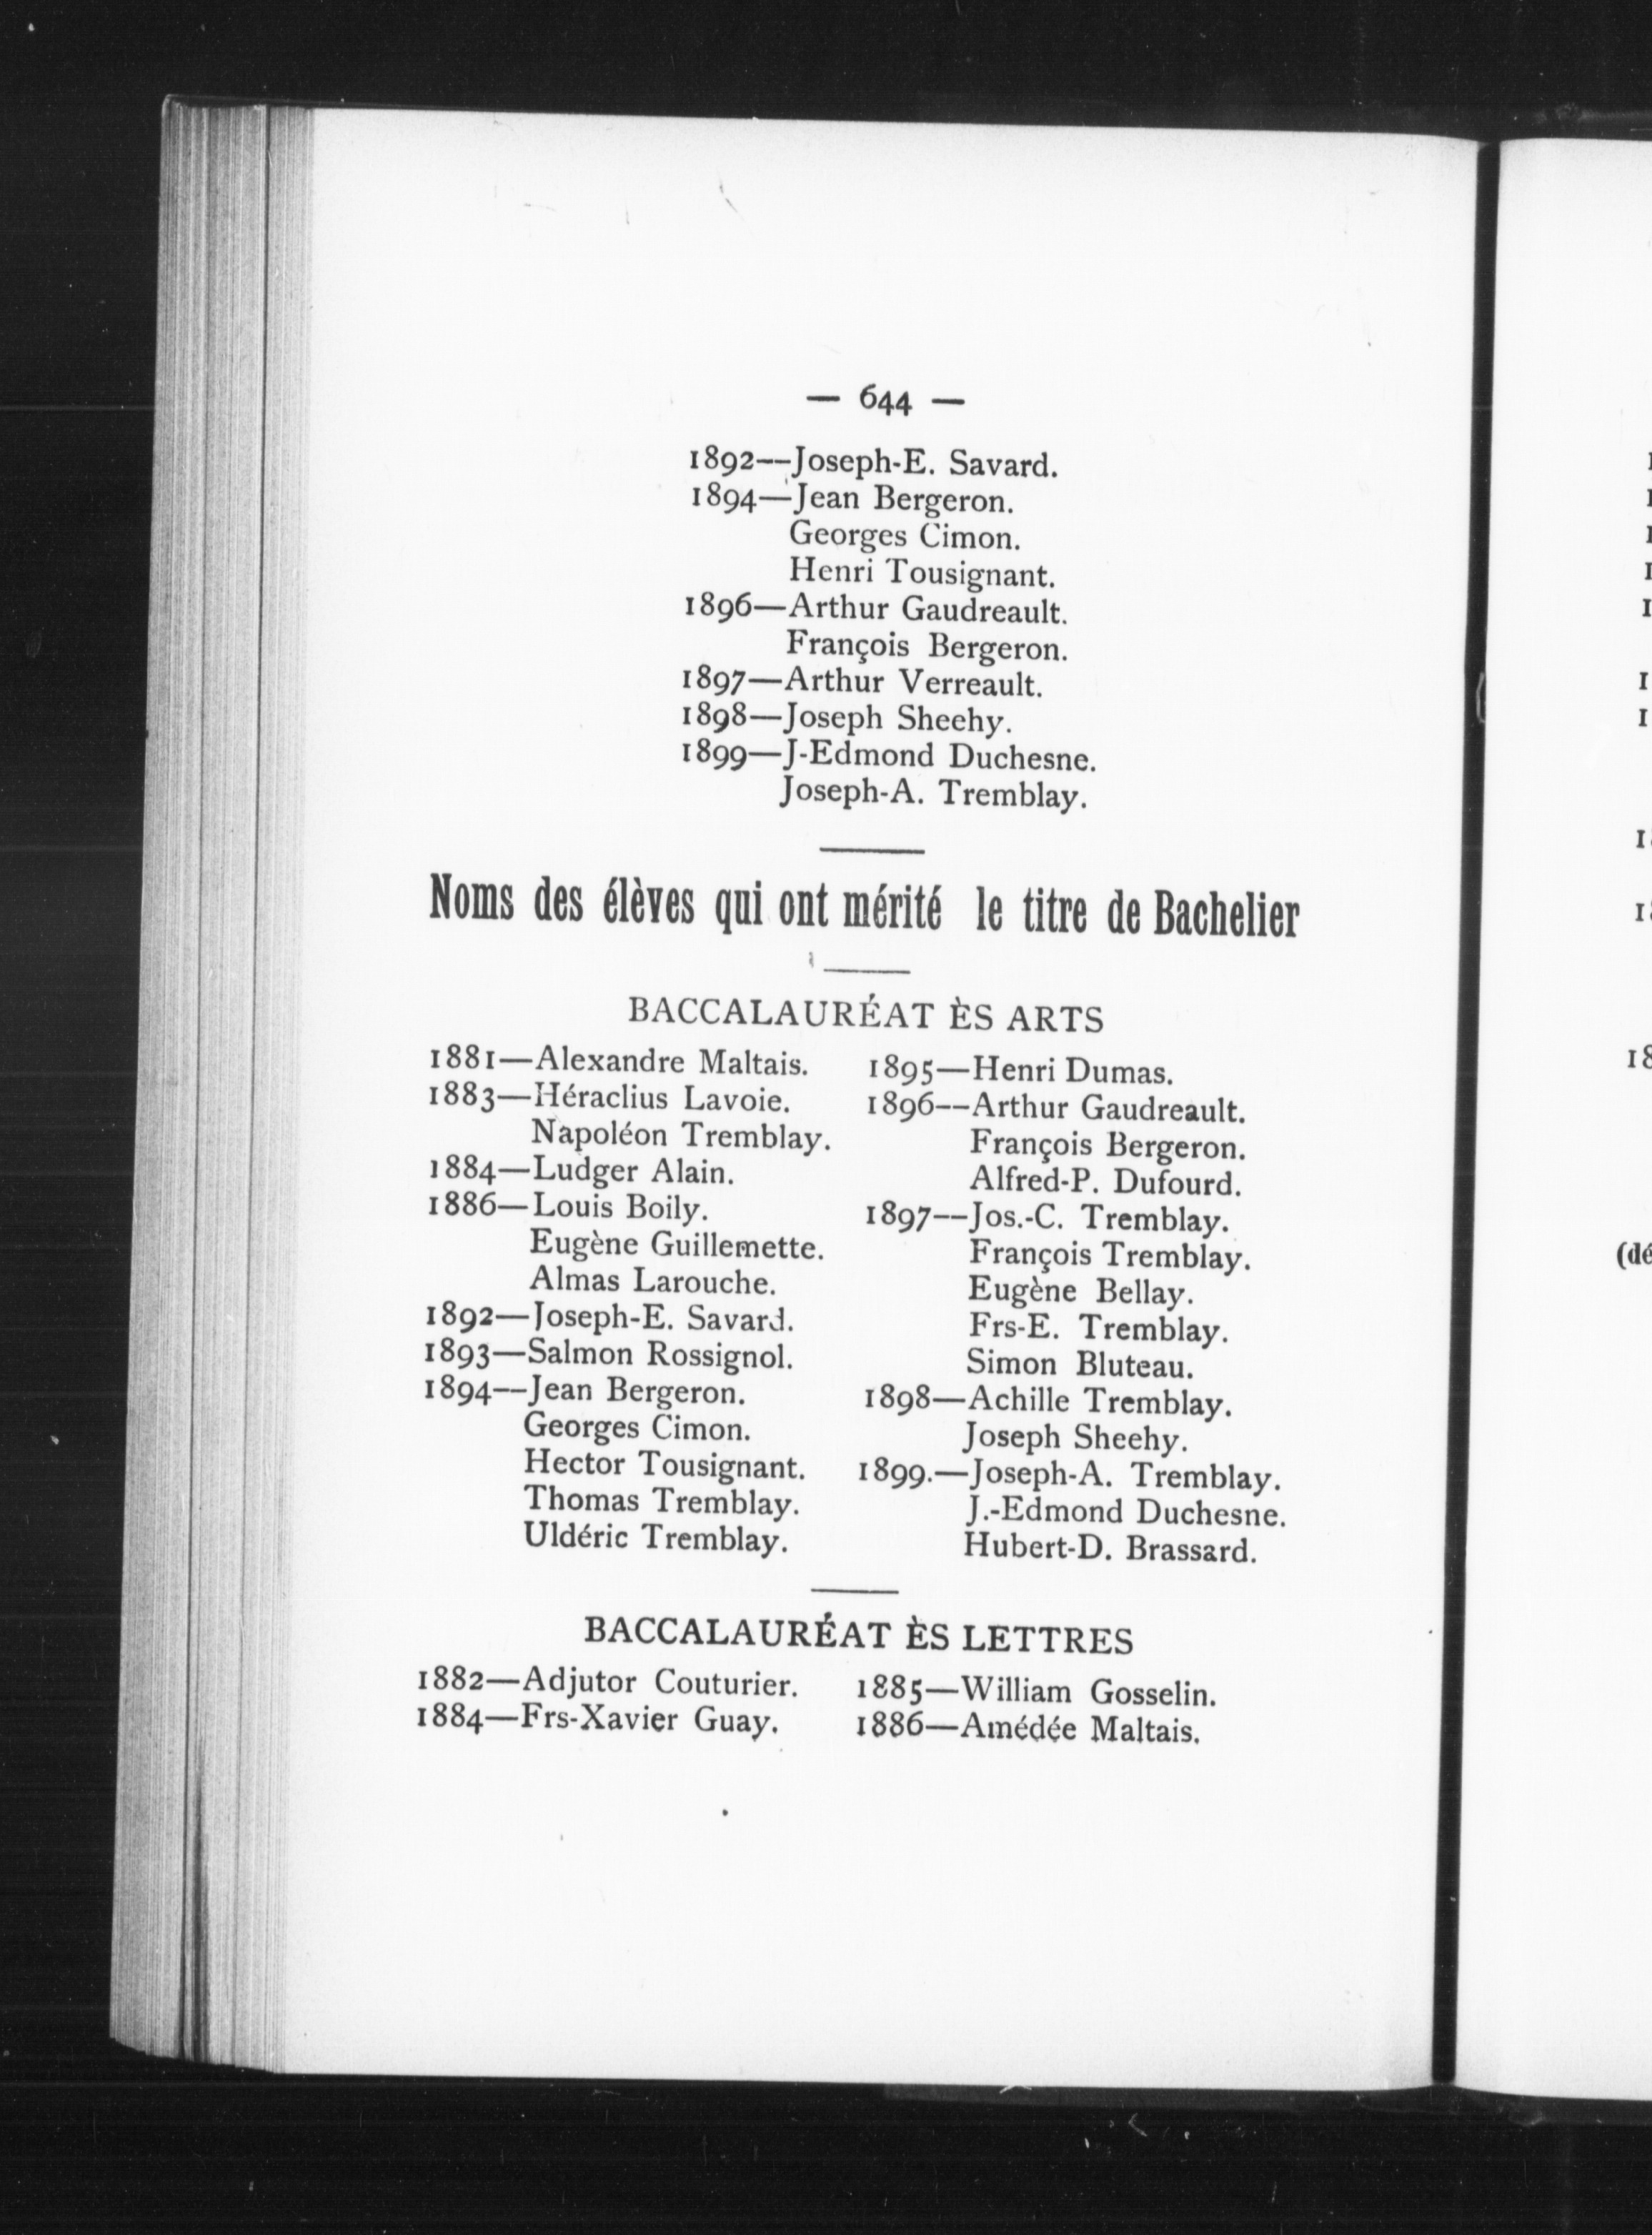 — 644 —
1892—Joseph-E. Savard.
1894—Jean Bergeron.
Georges Cimon.
Henri Tousignant.
1896—Arthur Gaudreault.
François Bergeron.
1897—Arthur Verreault.
1898—Joseph Sheehy.
1899—J-Edmond Duchesne.
Joseph-A. Tremblay.
Noms des élèves qui ont mérité le titre de Bachelier
BACCALAURÉAT ÈS ARTS
1881—Alexandre Maltais.
1883—Héraclius Lavoie.
Napoléon Tremblay.
1884—Ludger Alain.
1886—Louis Boily.
Eugène Guillemette.
Almas Larouche.
1892—Joseph-E. Savard.
1893—Salmon Rossignol.
1894—Jean Bergeron.
Georges Cimon.
Hector Tousignant.
Thomas Tremblay.
Uldéric Tremblay.
1895—Henri Dumas.
1896—Arthur Gaudreault.
François Bergeron.
Alfred-P. Dufourd.
1897—Jos.-C. Tremblay.
François Tremblay.
Eugène Bellay.
Frs-E. Tremblay.
Simon Bluteau.
1898—Achille Tremblay.
Joseph Sheehy.
1899.—Joseph-A. Tremblay.
J.-Edmond Duchesne.
Hubert-D. Brassard.
BACCALAURÉAT ÈS LETTRES
1882—Adjutor Couturier.
1884—Frs-Xavier Guay.
1885—William Gosselin.
1886—Amédée Maltais.